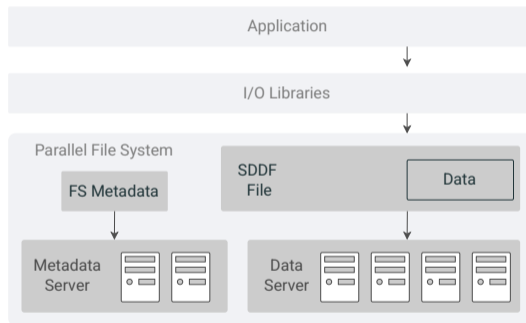 Application
I/O Libraries
Parallel File System
FS Metadata
SDDF
File
Data
Metadata
Server
Data
Server